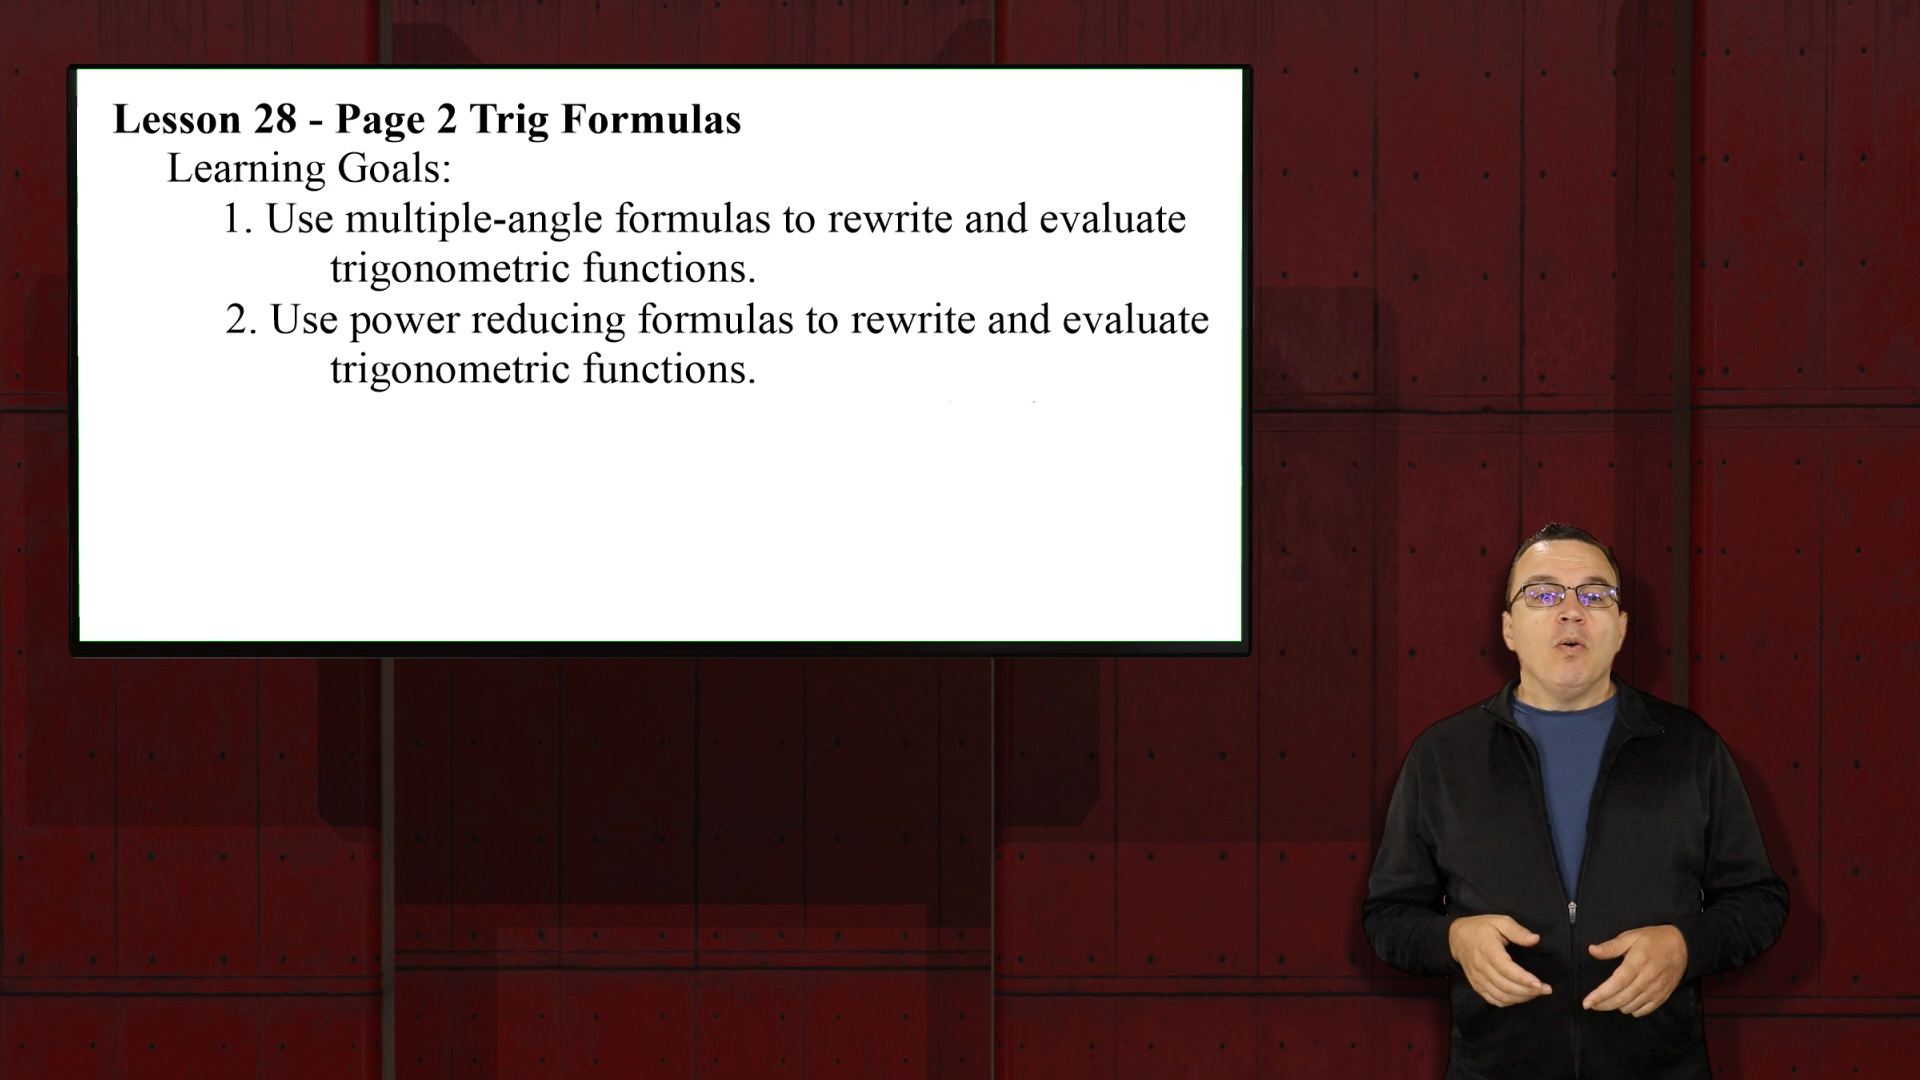 Lesson 28 - Page 2 Trig Formulas
Learning Goals:
1. Use multiple-angle formulas to rewrite and evaluate
trigonometric functions.
2. Use power reducing formulas to rewrite and evaluate
trigonometric functions.